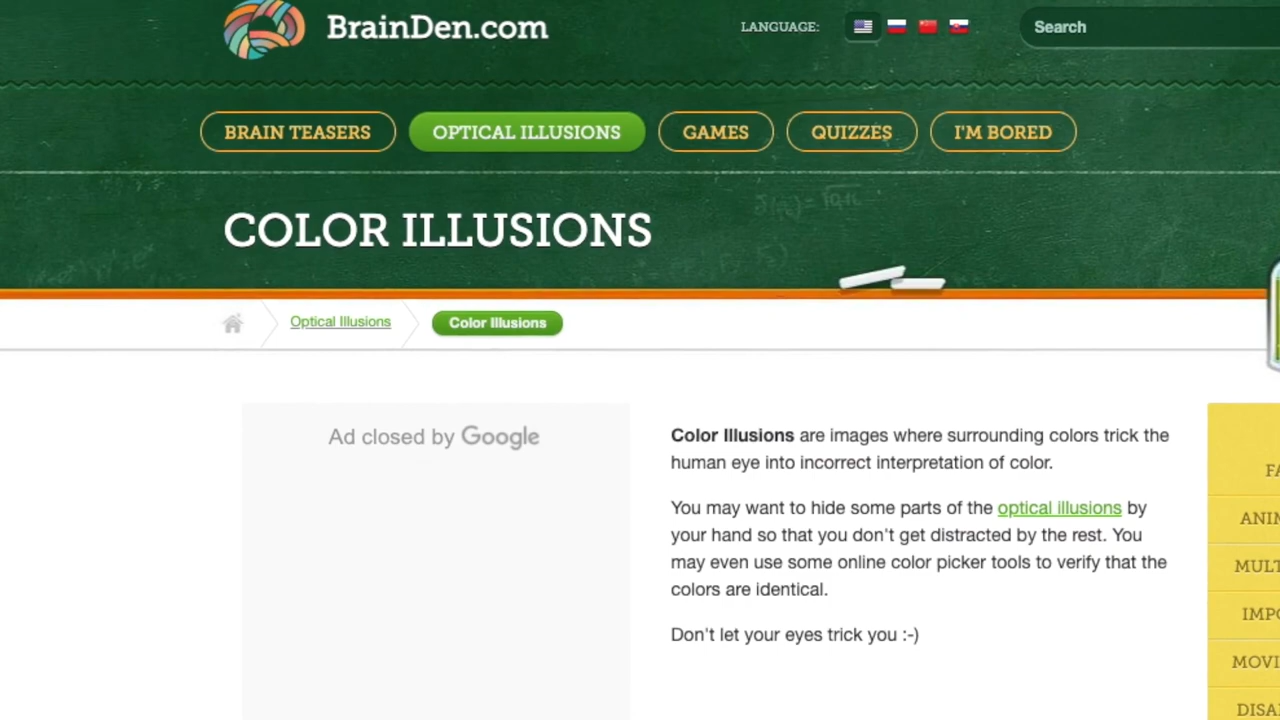 BrainDen.com
LANGUAGE:
Search
BRAIN TEASERS
OPTICAL ILLUSIONS
GAMES
QUIZZES
I'M BORED
COLOR ILLUSIONS
Optical Illusions
Color Illusions
Ad closed by Google
Color Illusions are images where surrounding colors trick the
human eye into incorrect interpretation of color.
You may want to hide some parts of the optical illusions by
your hand so that you don't get distracted by the rest. You
may even use some online color picker tools to verify that the
colors are identical.
Don't let your eyes trick you :-)